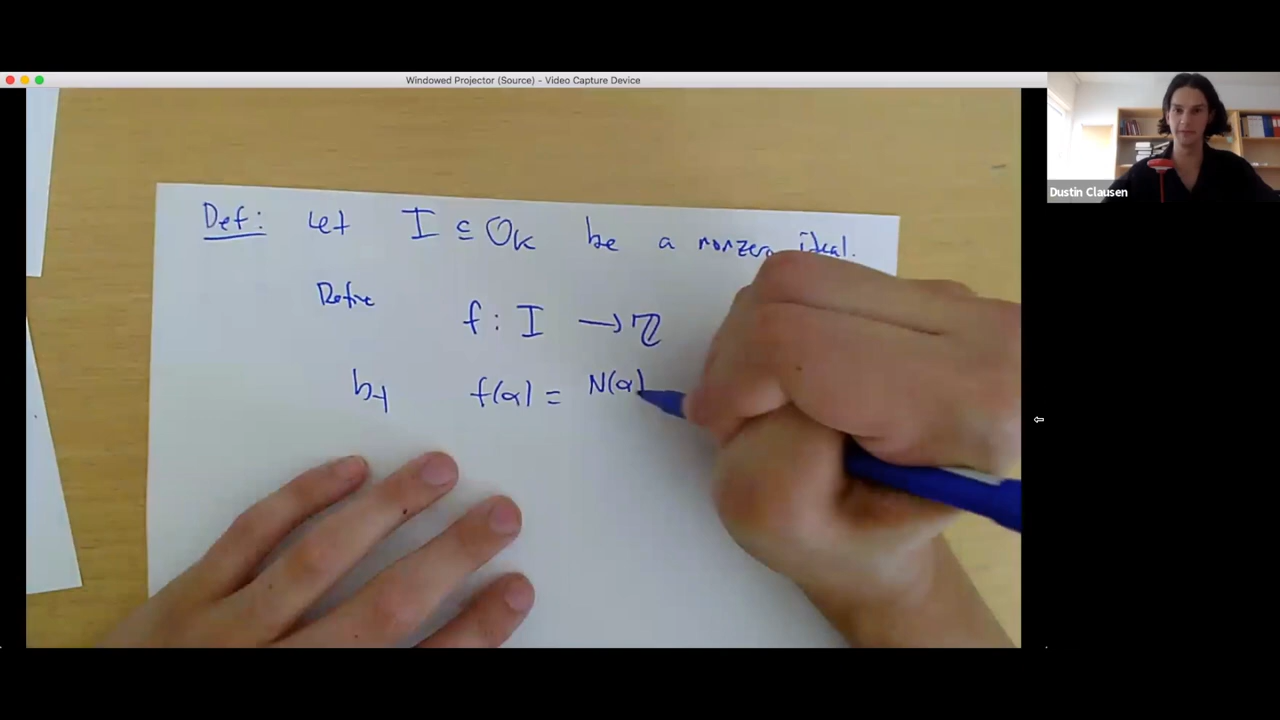 Windowed Projector (Source) - Video Capture Device
Dustin Clausen
Def: Let I ⊆ O_K be a nonzero ideal.
Define f : I → ℤ
by f(α) = N(α)